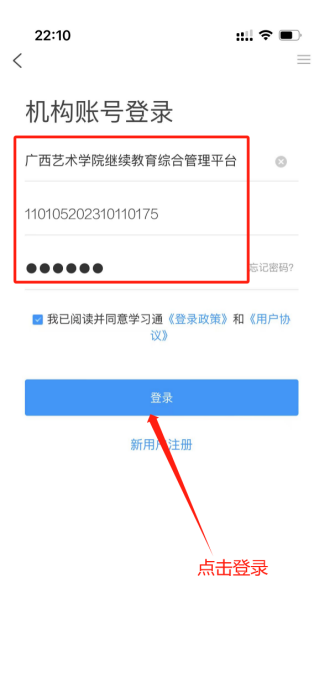 22:10
机构账号登录
广西艺术学院继续教育综合管理平台
110105202310110175
●●●●●●
忘记密码?
我已阅读并同意学习通《登录政策》和《用户协
议》
登录
新用户注册
点击登录